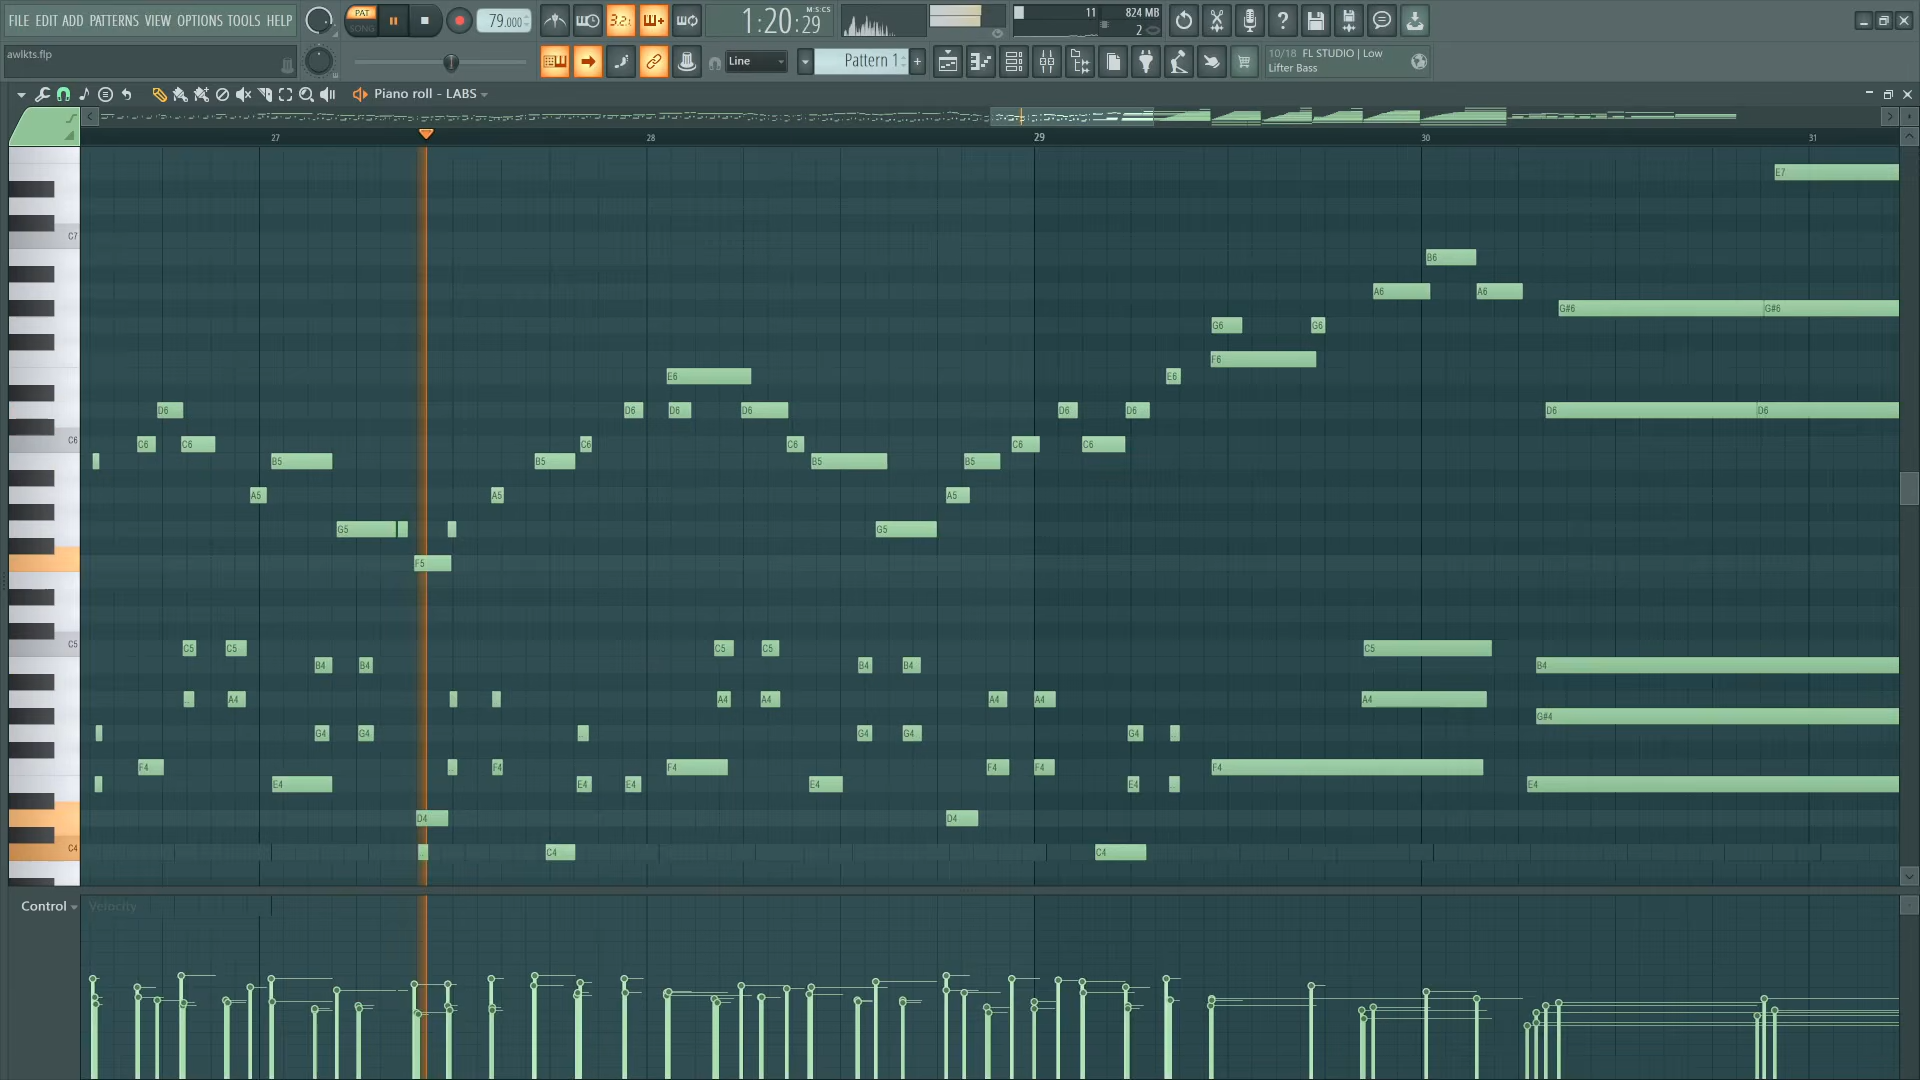 FILE EDIT ADD PATTERNS VIEW OPTIONS TOOLS HELP
PAT
SONG
79.000
3.2.
1:20:29
M:S:CS
11
824 MB
2
awlkts.flp
Line
Pattern 1
10/18 FL STUDIO | Low
Lifter Bass
Piano roll - LABS
27 28 29 30 31
E7
C7
B6
A6 A6
G#6 G#6
G6 G6
F6
E6 E6
D6 D6 D6 D6 D6 D6 D6 D6
C6 C6 C6 C6 C6 C6 C6
B5 B5 B5 B5
A5 A5 A5
G5 G5
F5
C5 C5 C5 C5 C5 C5
B4 B4 B4 B4 B4
A4 A4 A4 A4 A4 A4
G#4
G4 G4 G4 G4 G4
F4 F4 F4 F4 F4 F4
E4 E4 E4 E4 E4 E4
D4 D4
C4 C4 C4
Control Velocity